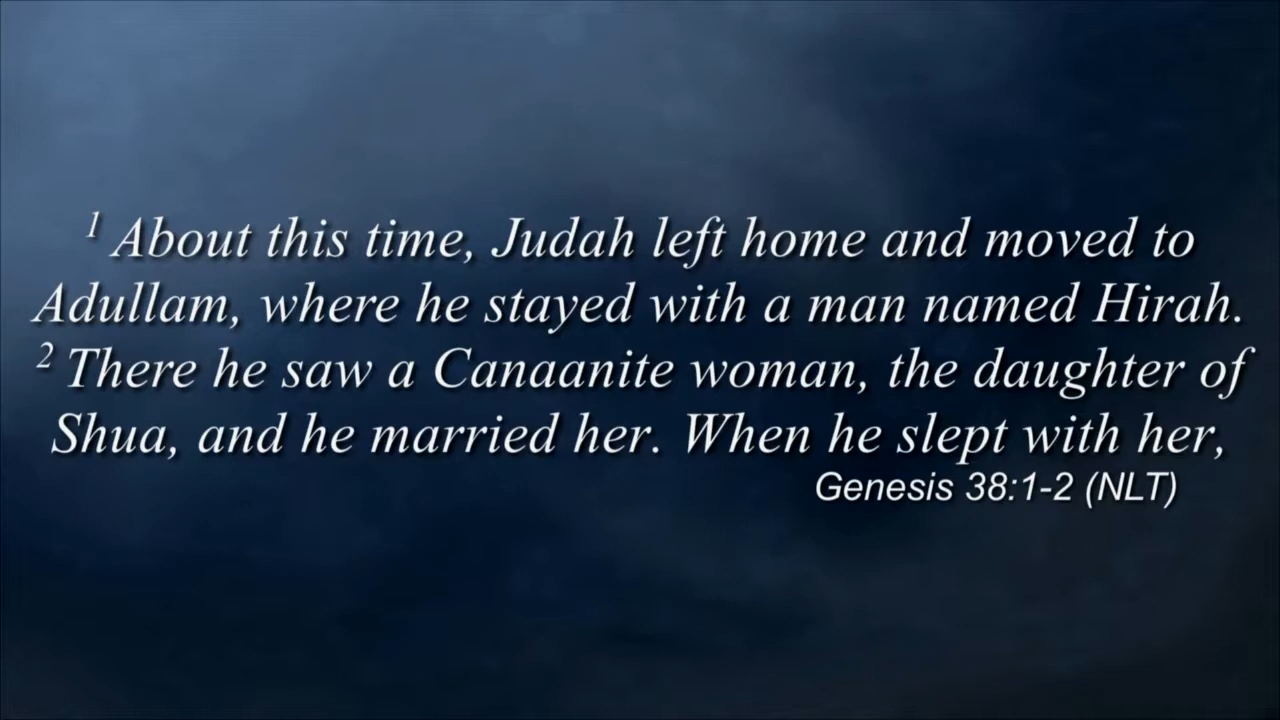 1 About this time, Judah left home and moved to
Adullam, where he stayed with a man named Hirah.
2 There he saw a Canaanite woman, the daughter of
Shua, and he married her. When he slept with her,
Genesis 38:1-2 (NLT)